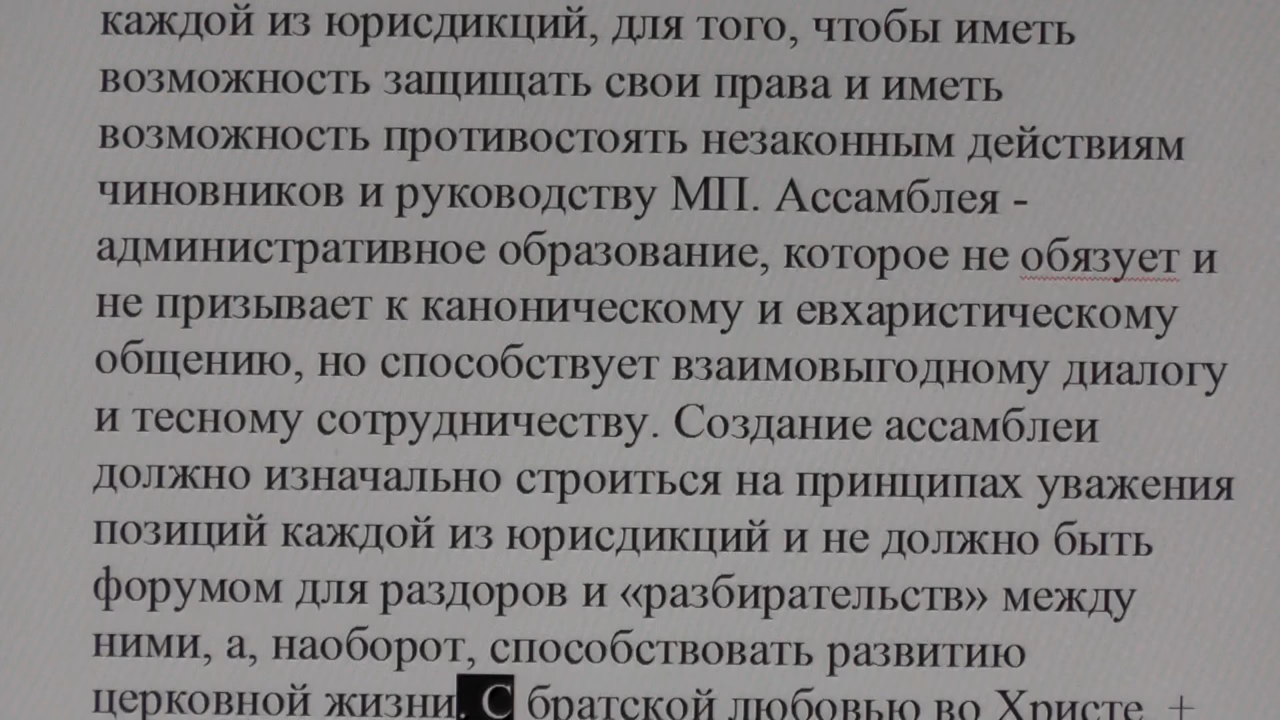 каждой из юрисдикций, для того, чтобы иметь
возможность защищать свои права и иметь
возможность противостоять незаконным действиям
чиновников и руководству МП. Ассамблея -
административное образование, которое не обязует и
не призывает к каноническому и евхаристическому
общению, но способствует взаимовыгодному диалогу
и тесному сотрудничеству. Создание ассамблеи
должно изначально строиться на принципах уважения
позиций каждой из юрисдикций и не должно быть
форумом для раздоров и «разбирательств» между
ними, а, наоборот, способствовать развитию
церковной жизни. С братской любовью во Христе, +